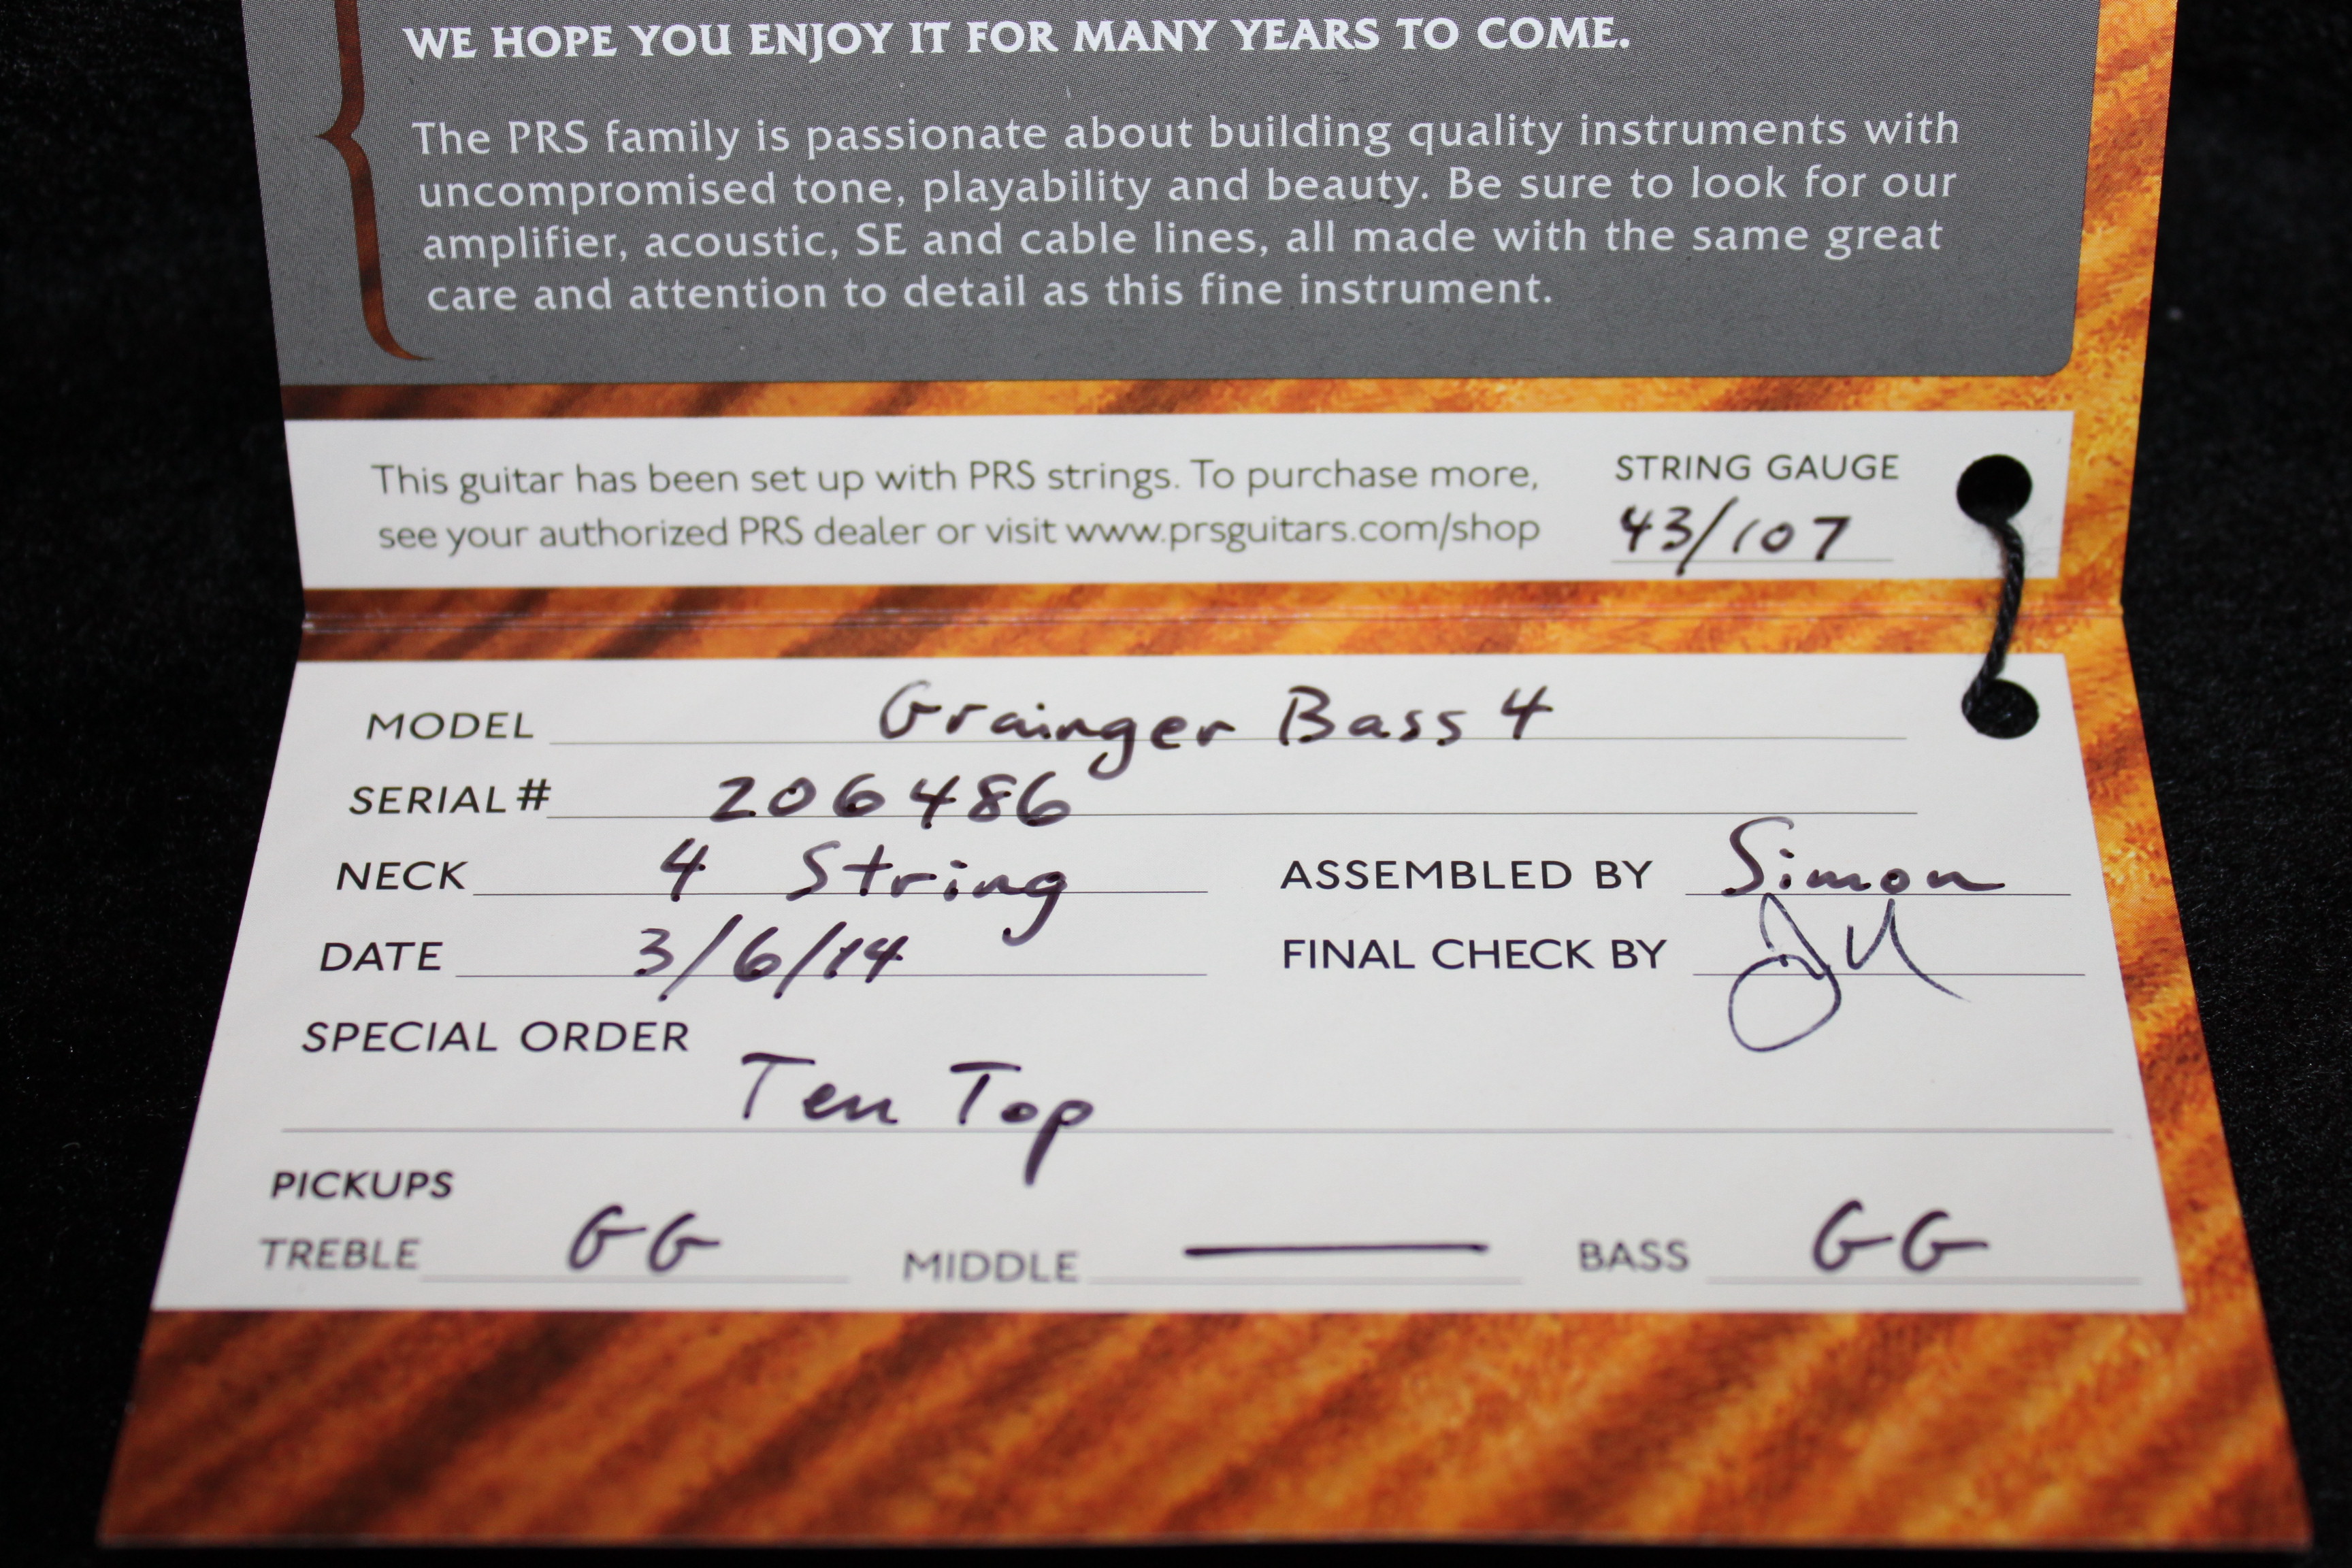 WE HOPE YOU ENJOY IT FOR MANY YEARS TO COME.
The PRS family is passionate about building quality instruments with
uncompromised tone, playability and beauty. Be sure to look for our
amplifier, acoustic, SE and cable lines, all made with the same great
care and attention to detail as this fine instrument.
This guitar has been set up with PRS strings. To purchase more,
see your authorized PRS dealer or visit www.prsguitars.com/shop
STRING GAUGE
43/107
MODEL Grainger Bass 4
SERIAL# 206486
NECK 4 String ASSEMBLED BY Simon
DATE 3/6/14 FINAL CHECK BY
SPECIAL ORDER
Ten Top
PICKUPS
TREBLE GG MIDDLE — BASS GG